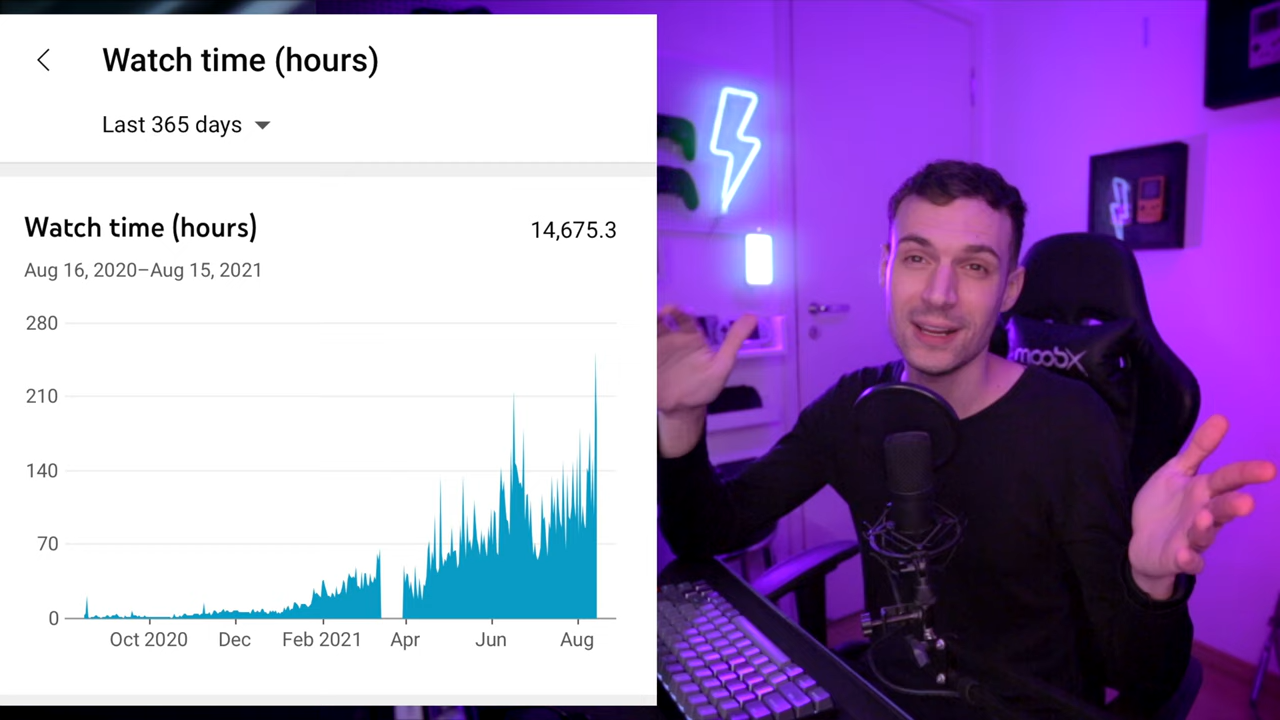 Watch time (hours)
Last 365 days
Watch time (hours)
14,675.3
Aug 16, 2020–Aug 15, 2021
280
210
140
70
0
Oct 2020
Dec
Feb 2021
Apr
Jun
Aug
moobX